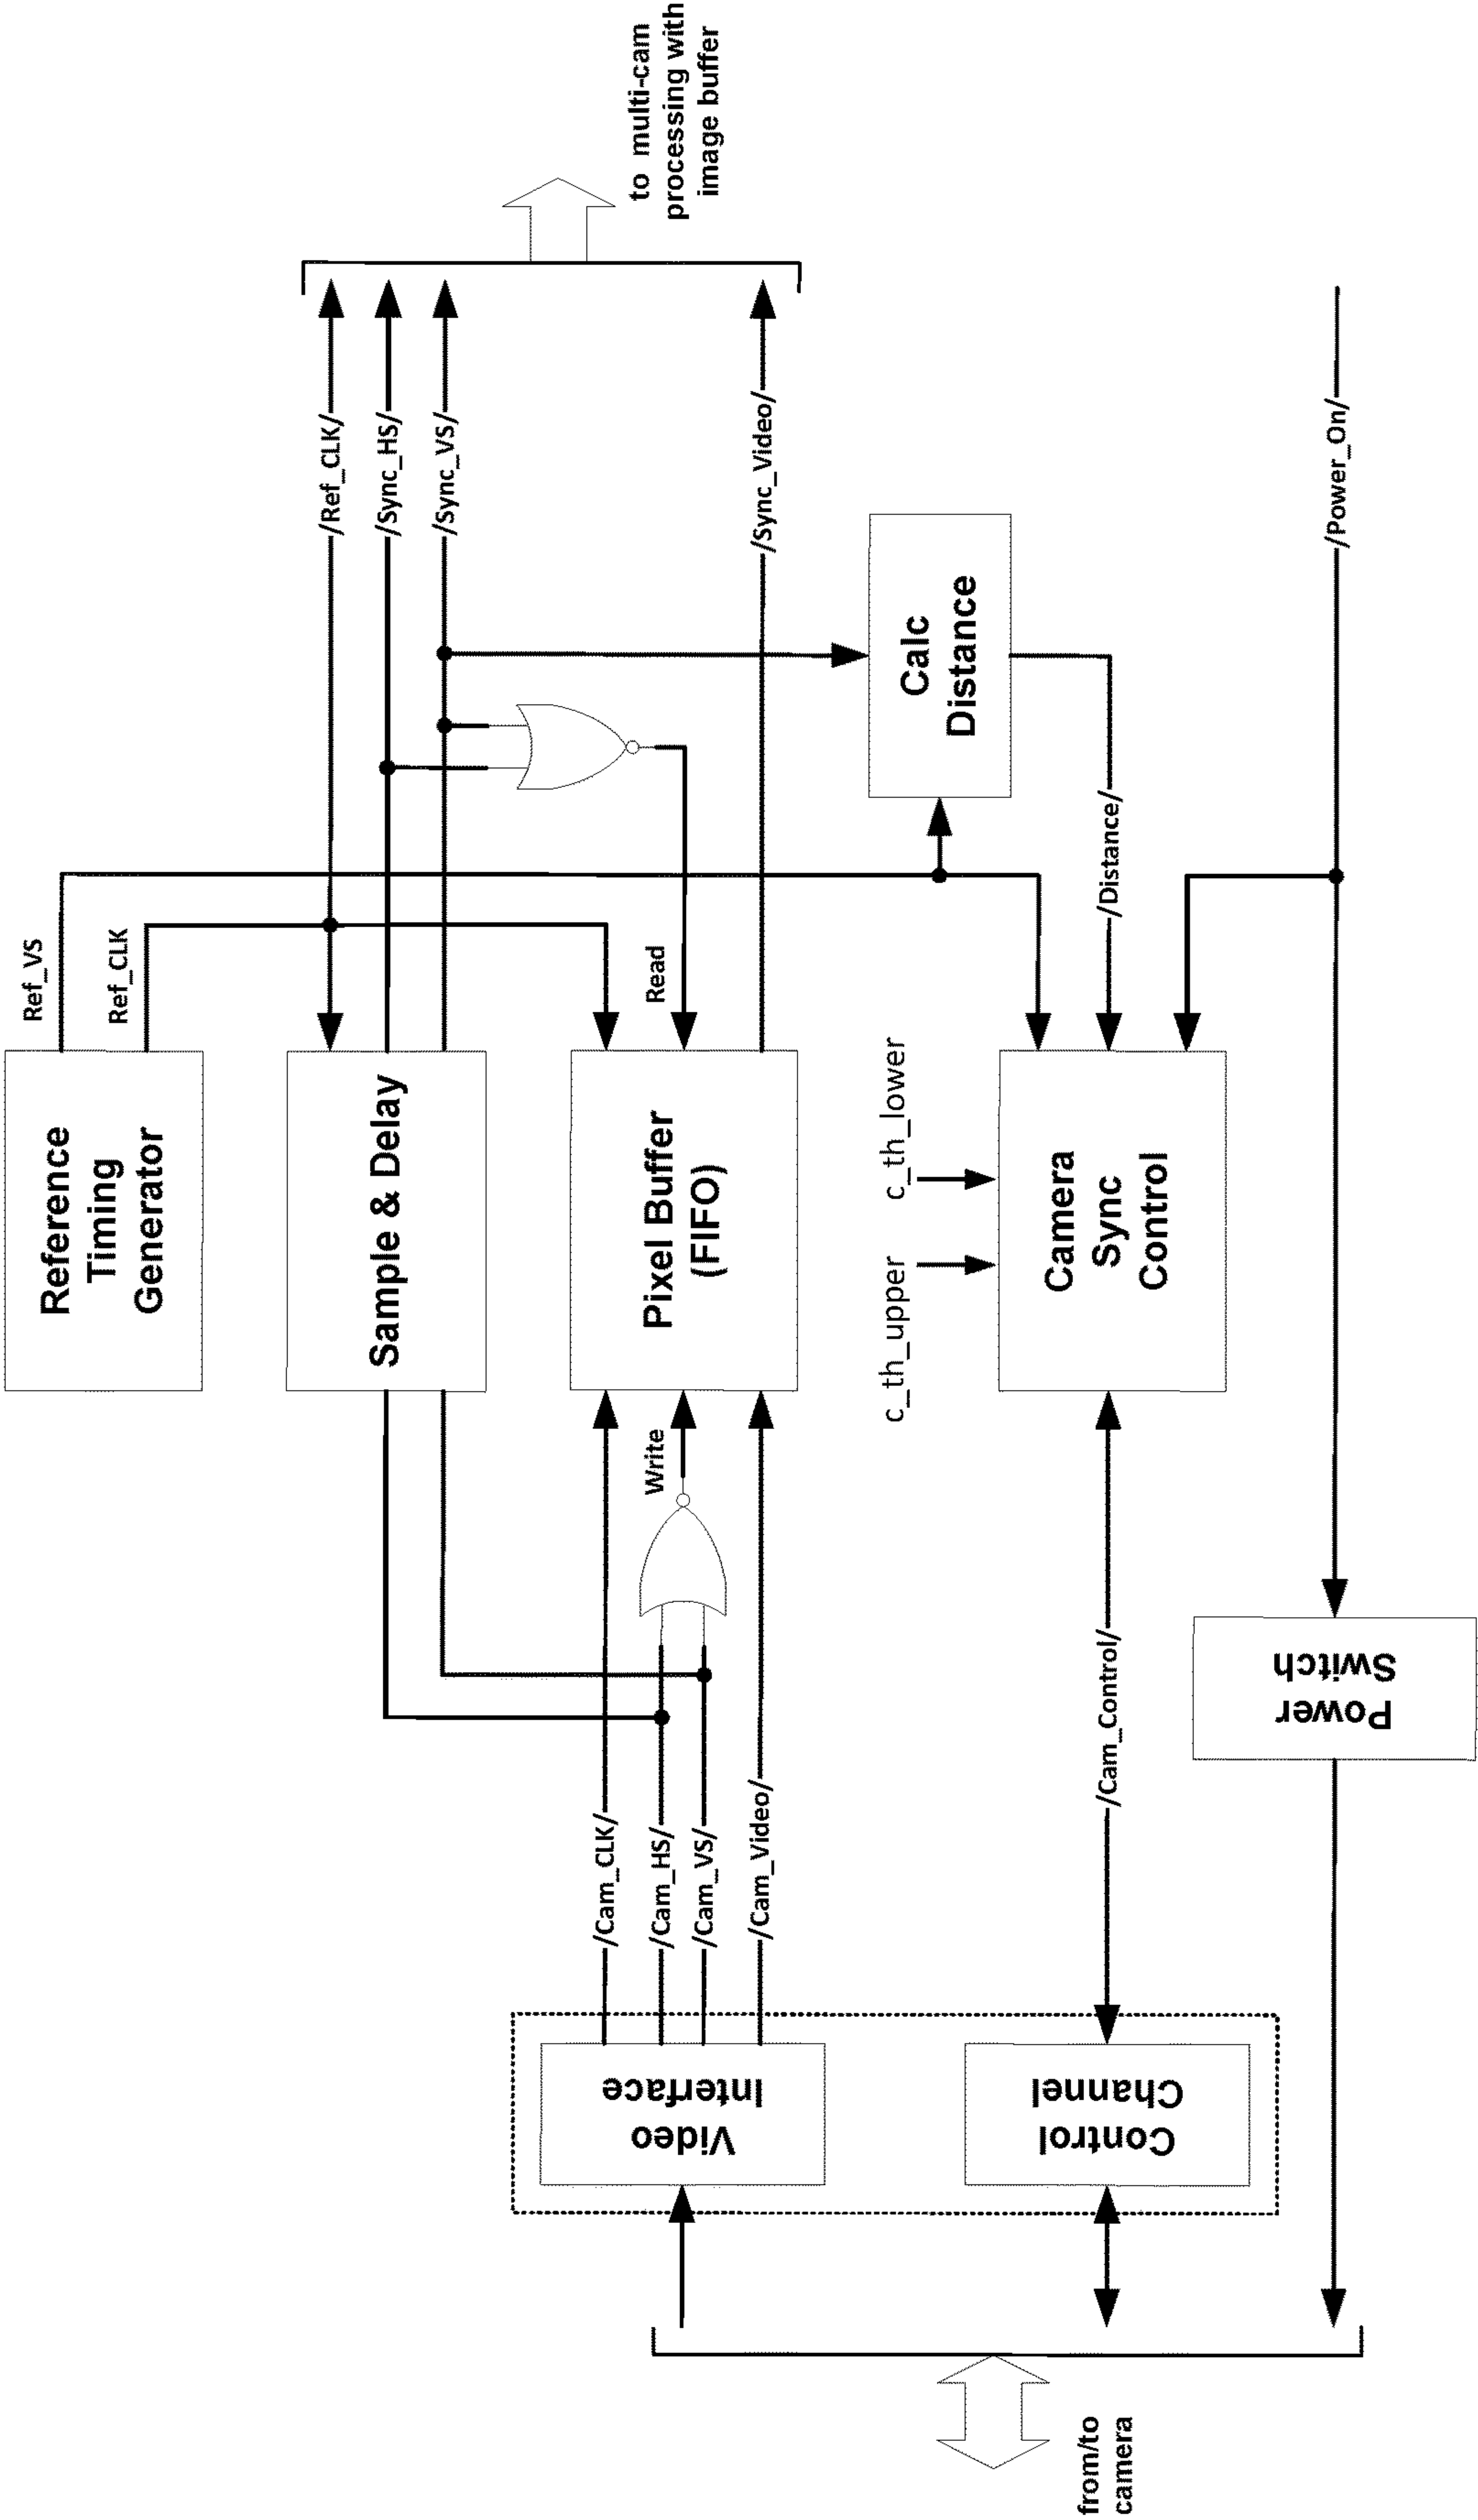 Ref_VS
Ref_CLK
Reference
Timing
Generator
/Ref_CLK/
/Sync_HS/
/Sync_VS/
to multi-cam
processing with
image buffer
Sample & Delay
/Sync_Video/
Read
Pixel Buffer
(FIFO)
Write
Calc
Distance
/Distance/
c_th_upper
c_th_lower
Camera
Sync
Control
/Power_On/
/Cam_CLK/
/Cam_HS/
/Cam_VS/
/Cam_Video/
Video
Interface
/Cam_Control/
Control
Channel
Power
Switch
from/to
camera